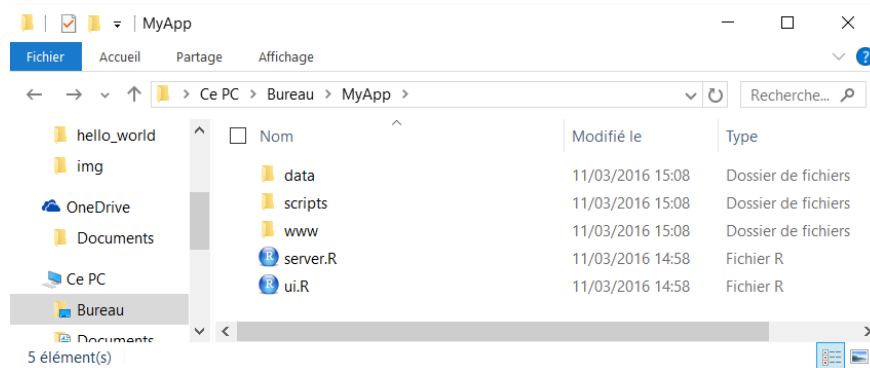 MyApp
Fichier Accueil Partage Affichage ?
Ce PC > Bureau > MyApp > Recherche...
hello_world Nom Modifié le Type
img data 11/03/2016 15:08 Dossier de fichiers
OneDrive scripts 11/03/2016 15:08 Dossier de fichiers
Documents www 11/03/2016 15:08 Dossier de fichiers
R server.R 11/03/2016 14:58 Fichier R
Ce PC R ui.R 11/03/2016 14:58 Fichier R
Bureau
Documents
5 élément(s)